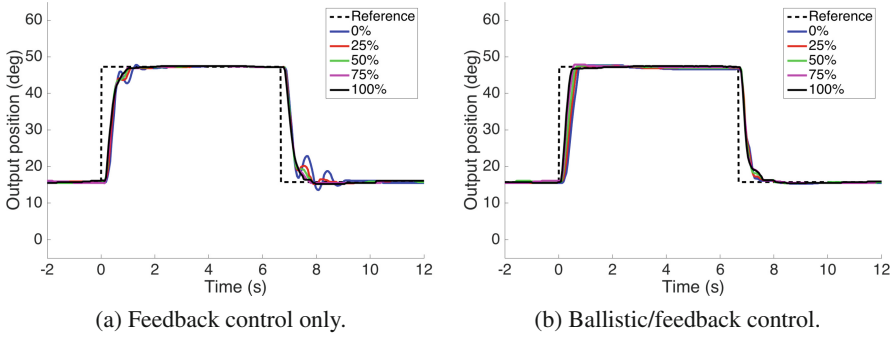 60
50
40
30
20
10
0
Output position (deg)
-2 0 2 4 6 8 10 12
Time (s)
Reference
0%
25%
50%
75%
100%
(a) Feedback control only.
60
50
40
30
20
10
0
Output position (deg)
-2 0 2 4 6 8 10 12
Time (s)
Reference
0%
25%
50%
75%
100%
(b) Ballistic/feedback control.